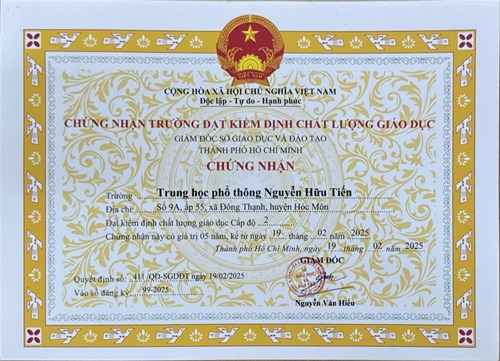 CỘNG HÒA XÃ HỘI CHỦ NGHĨA VIỆT NAM
Độc lập - Tự do - Hạnh phúc
CHỨNG NHẬN TRƯỜNG ĐẠT KIỂM ĐỊNH CHẤT LƯỢNG GIÁO DỤC
GIÁM ĐỐC SỞ GIÁO DỤC VÀ ĐÀO TẠO
THÀNH PHỐ HỒ CHÍ MINH
CHỨNG NHẬN
Trường Trung học phổ thông Nguyễn Hữu Tiến
Địa chỉ: Số 9A, ấp 55, xã Đông Thạnh, huyện Hóc Môn
Đạt kiểm định chất lượng giáo dục Cấp độ 2
Chứng nhận này có giá trị 05 năm, kể từ ngày 19 tháng 02 năm 2025
Thành phố Hồ Chí Minh, ngày 19 tháng 02 năm 2025
GIÁM ĐỐC
Quyết định số: 411/QĐ-SGDĐT ngày 19/02/2025
Vào sổ đăng ký: 99-2025
Nguyễn Văn Hiếu